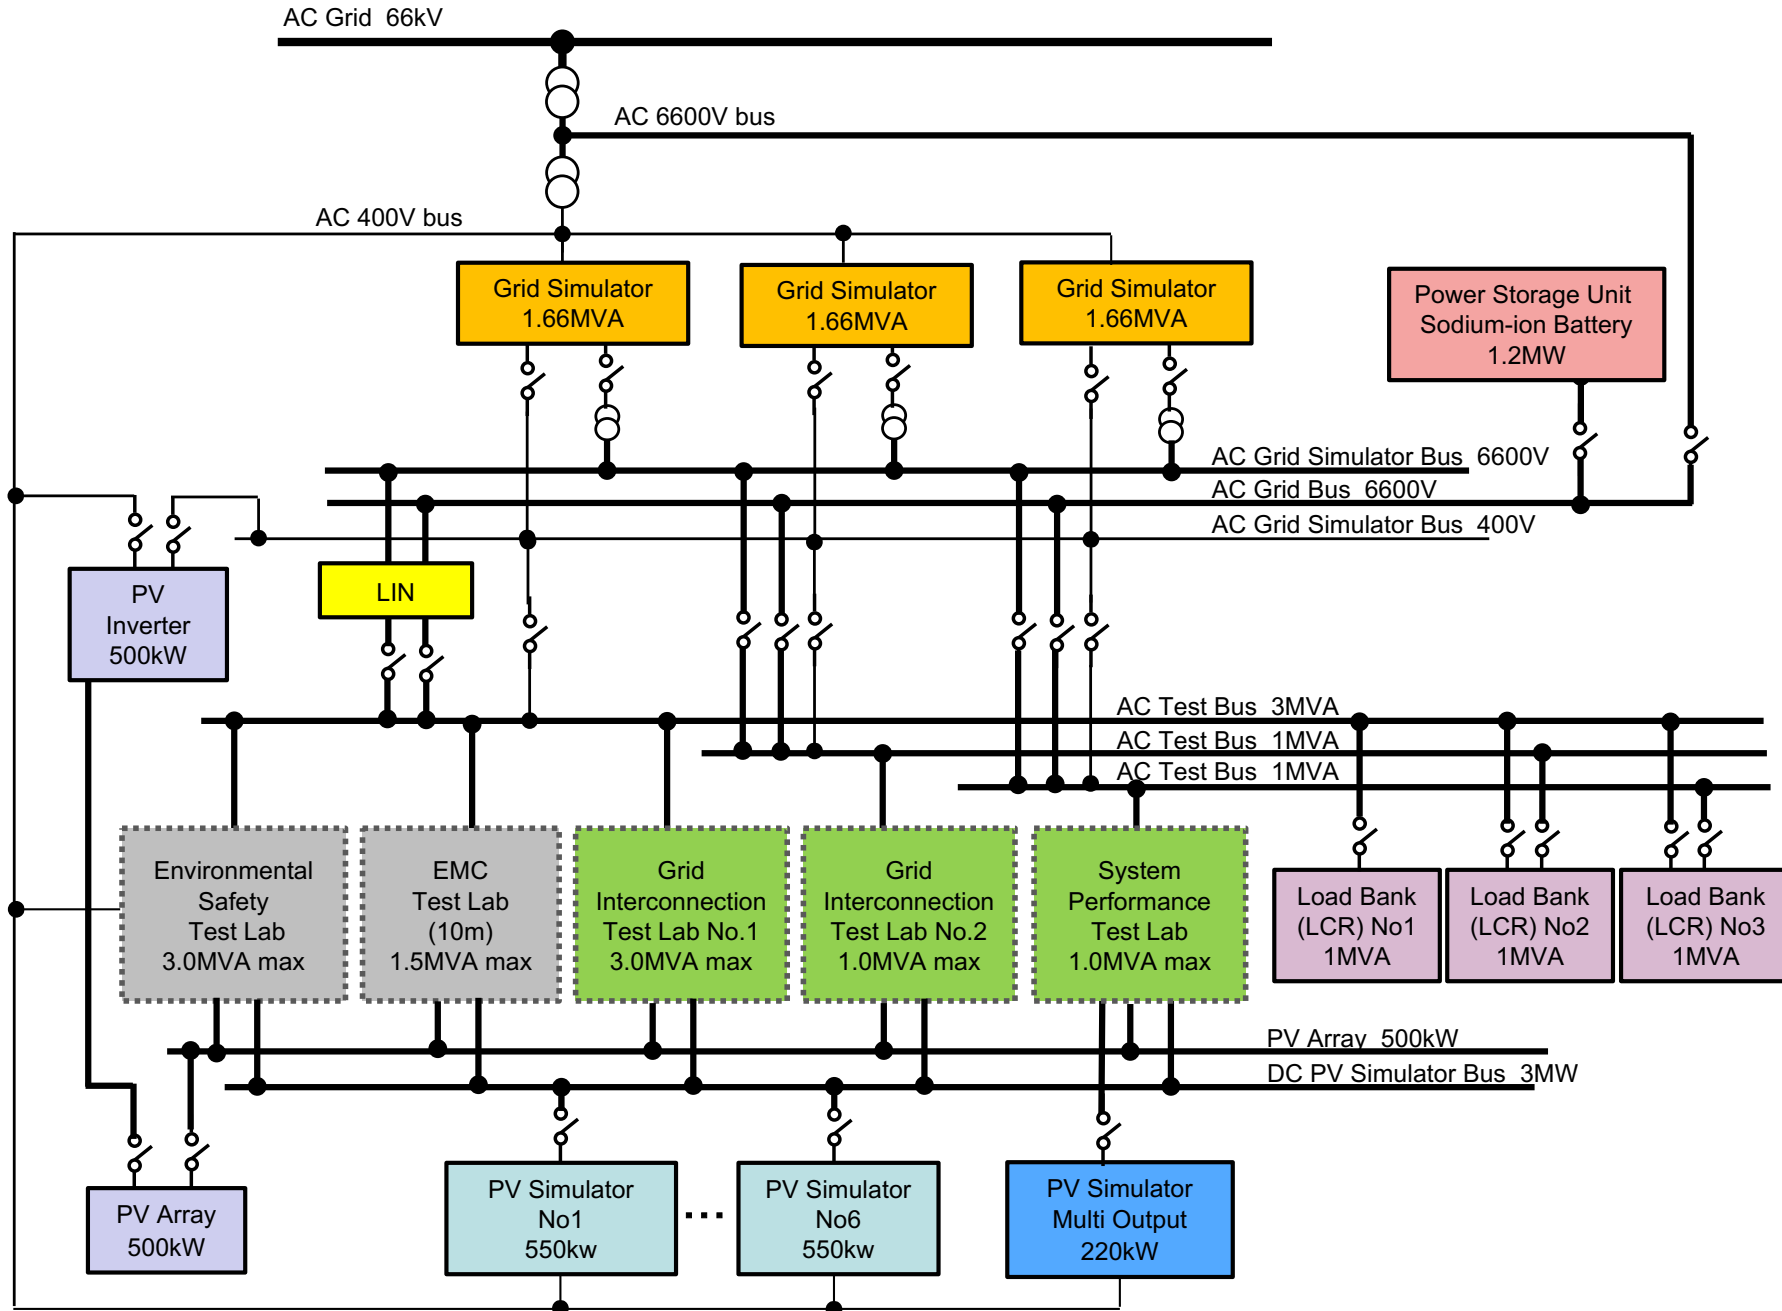 AC Grid 66kV
AC 6600V bus
AC 400V bus
Grid Simulator
1.66MVA
Grid Simulator
1.66MVA
Grid Simulator
1.66MVA
Power Storage Unit
Sodium-ion Battery
1.2MW
AC Grid Simulator Bus 6600V
AC Grid Bus 6600V
AC Grid Simulator Bus 400V
PV
Inverter
500kW
LIN
AC Test Bus 3MVA
AC Test Bus 1MVA
AC Test Bus 1MVA
Environmental
Safety
Test Lab
3.0MVA max
EMC
Test Lab
(10m)
1.5MVA max
Grid
Interconnection
Test Lab No.1
3.0MVA max
Grid
Interconnection
Test Lab No.2
1.0MVA max
System
Performance
Test Lab
1.0MVA max
Load Bank
(LCR) No1
1MVA
Load Bank
(LCR) No2
1MVA
Load Bank
(LCR) No3
1MVA
PV Array 500kW
DC PV Simulator Bus 3MW
PV Array
500kW
PV Simulator
No1
550kw
PV Simulator
No6
550kw
PV Simulator
Multi Output
220kW